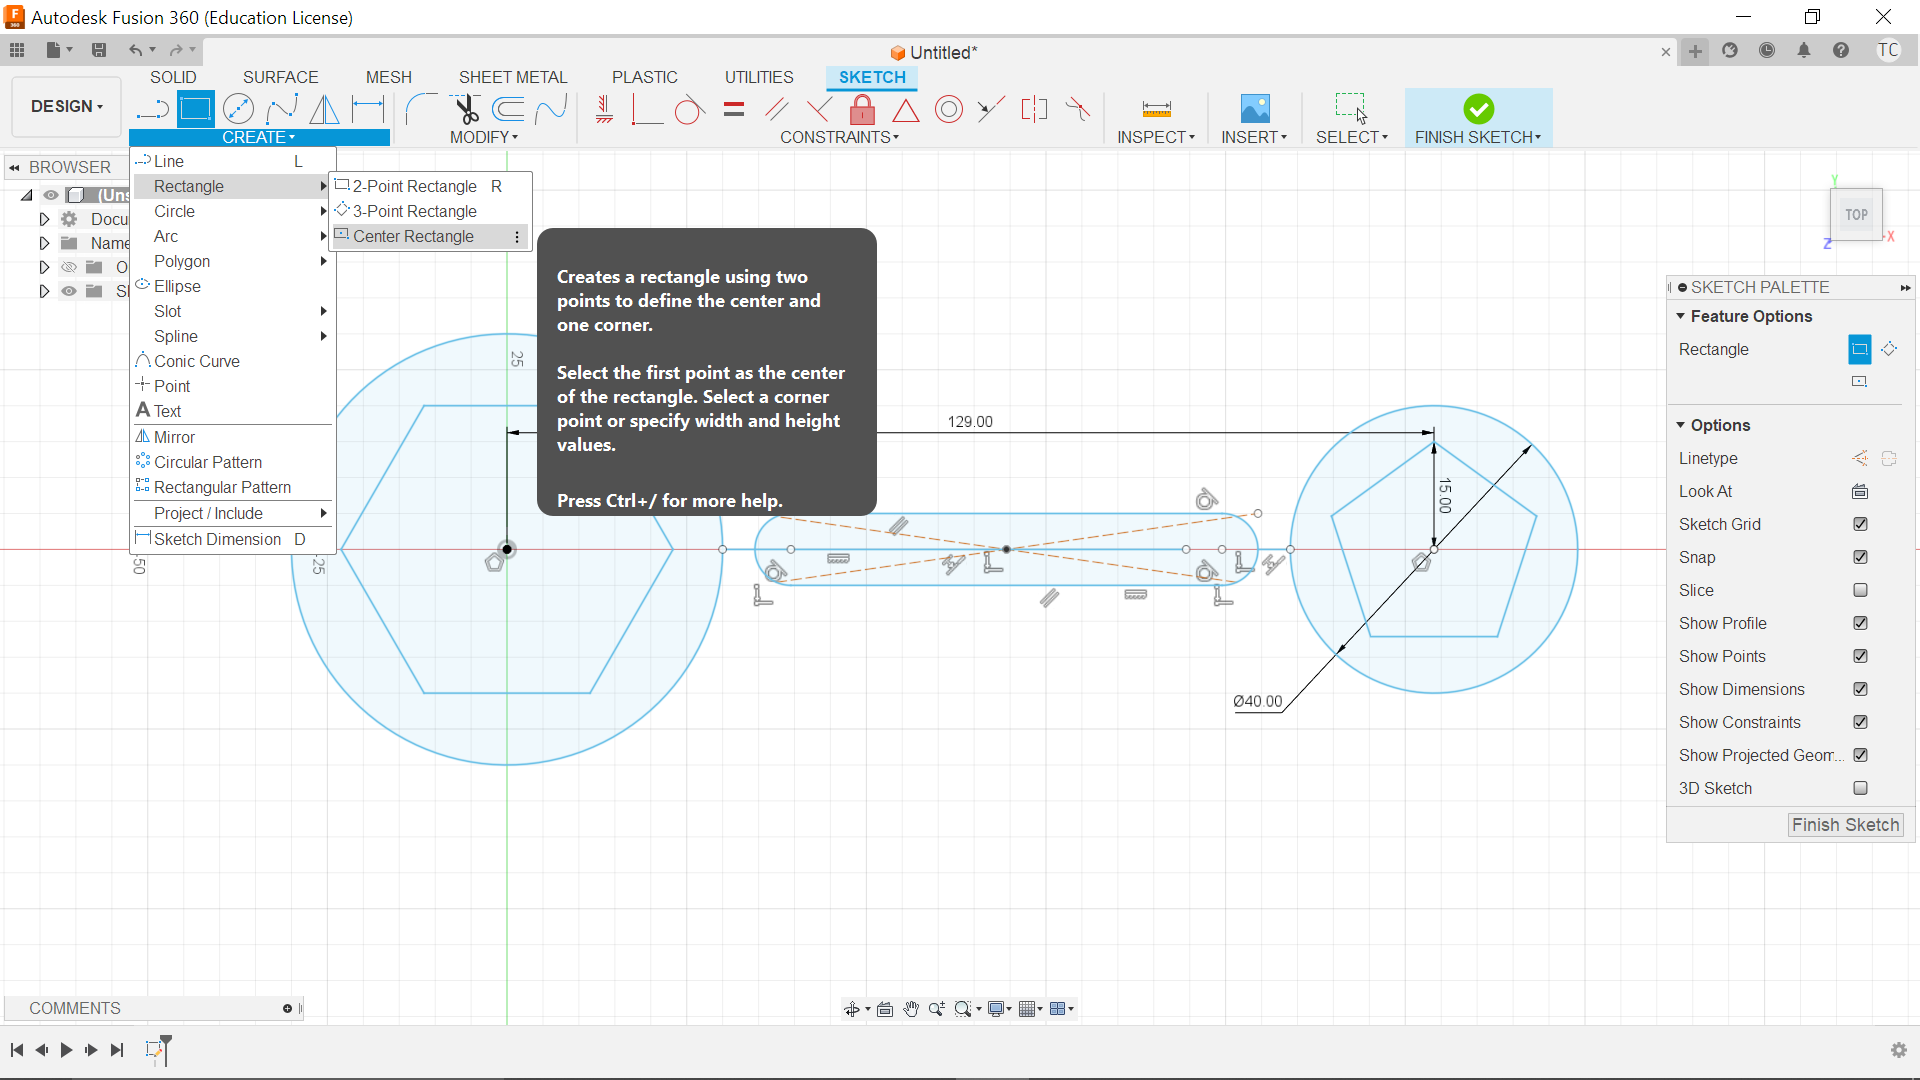 Autodesk Fusion 360 (Education License)
Untitled*
TC
SOLID SURFACE MESH SHEET METAL PLASTIC UTILITIES SKETCH
DESIGN
CREATE MODIFY CONSTRAINTS INSPECT INSERT SELECT FINISH SKETCH
BROWSER
(Uns
Docu
Name
O
Sl
Line L
Rectangle
Circle
Arc
Polygon
Ellipse
Slot
Spline
Conic Curve
Point
Text
Mirror
Circular Pattern
Rectangular Pattern
Project / Include
Sketch Dimension D
2-Point Rectangle R
3-Point Rectangle
Center Rectangle
Creates a rectangle using two
points to define the center and
one corner.
Select the first point as the center
of the rectangle. Select a corner
point or specify width and height
values.
Press Ctrl+/ for more help.
25
129.00
15.00
Ø40.00
50
-25
Y
TOP
X
Z
SKETCH PALETTE
Feature Options
Rectangle
Options
Linetype
Look At
Sketch Grid
Snap
Slice
Show Profile
Show Points
Show Dimensions
Show Constraints
Show Projected Geom...
3D Sketch
Finish Sketch
COMMENTS